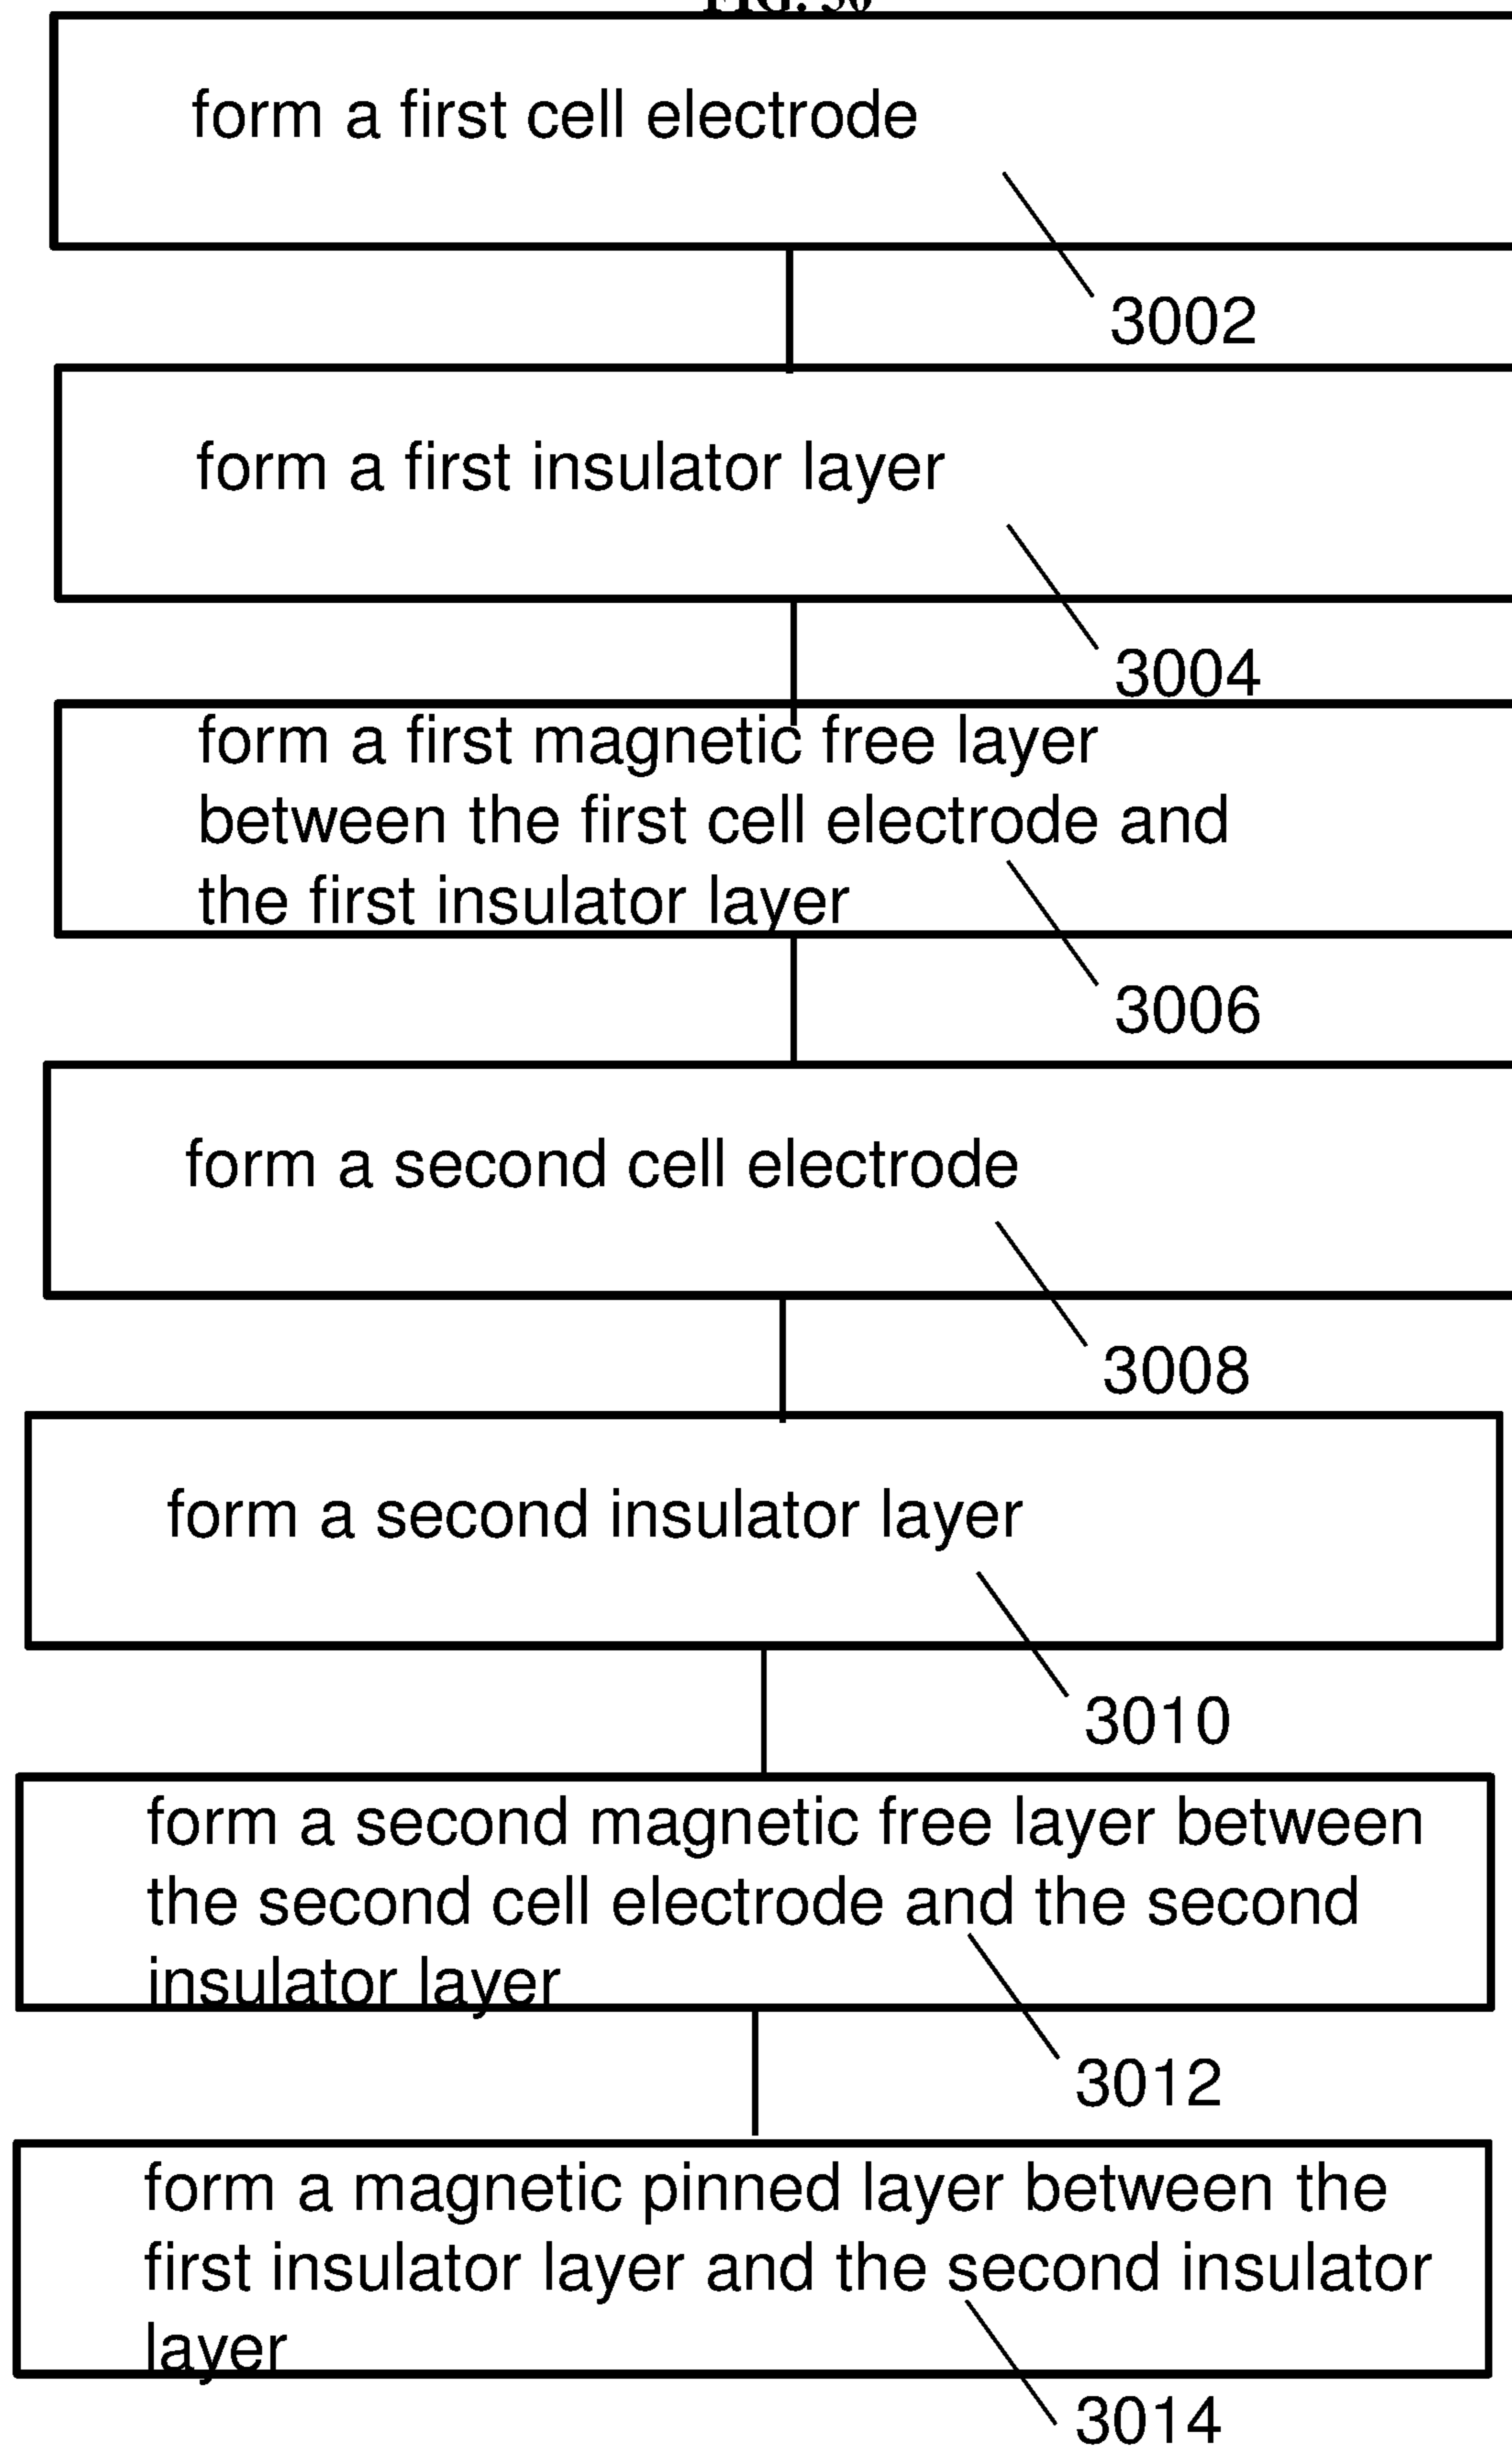 FIG. 30
form a first cell electrode
3002
form a first insulator layer
3004
form a first magnetic free layer
between the first cell electrode and
the first insulator layer
3006
form a second cell electrode
3008
form a second insulator layer
3010
form a second magnetic free layer between
the second cell electrode and the second
insulator layer
3012
form a magnetic pinned layer between the
first insulator layer and the second insulator
layer
3014